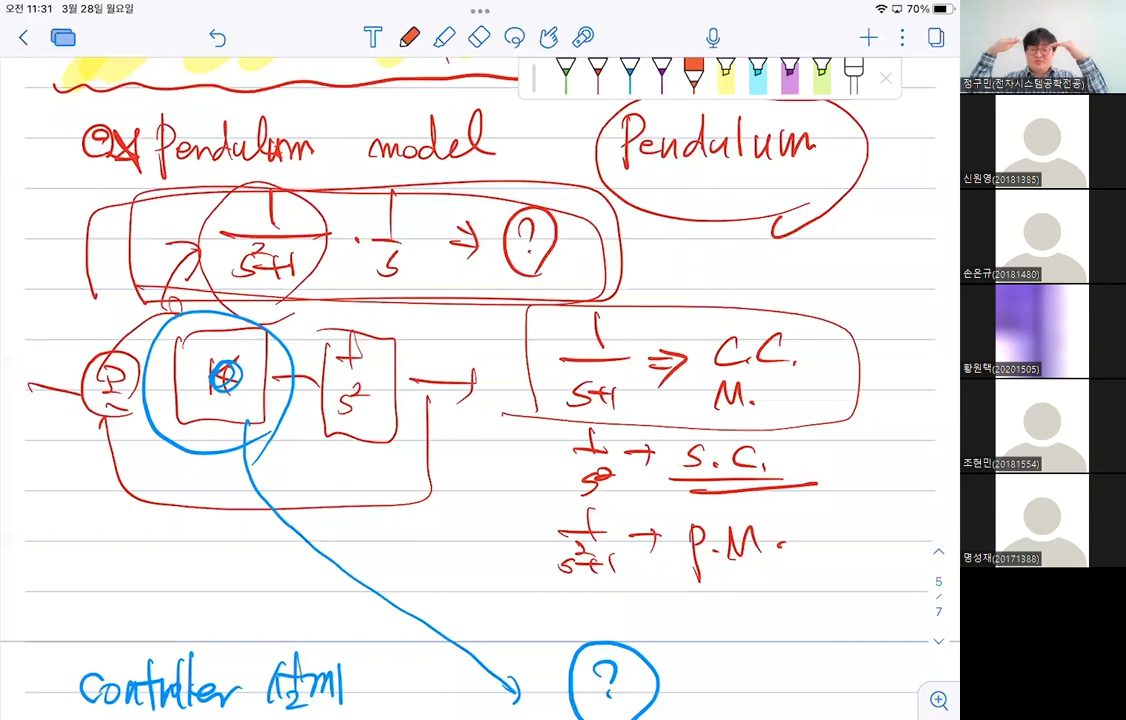 오전 11:31 3월 28일 월요일
70%
정구민(전자시스템공학전공)
신원영(20181385)
손은규(20181480)
황원택(20201505)
조현민(20181554)
명성재(20171388)
T
Pendulum model
Pendulum
1/(s²+1) · 1/s ⇒ ?
1/s²
1/(s+1) ⇒ C.C.
M.
1/s² → S.C.
1/(s²+1) → P.M.
5
/
7
Controller
?